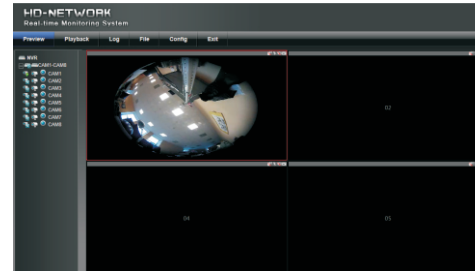 HD-NETWORK
Real-time Monitoring System
Preview Playback Log File Config Exit
NVR
CAM1-CAM8
CAM1
CAM2
CAM3
CAM4
CAM5
CAM6
CAM7
CAM8
02
04
05